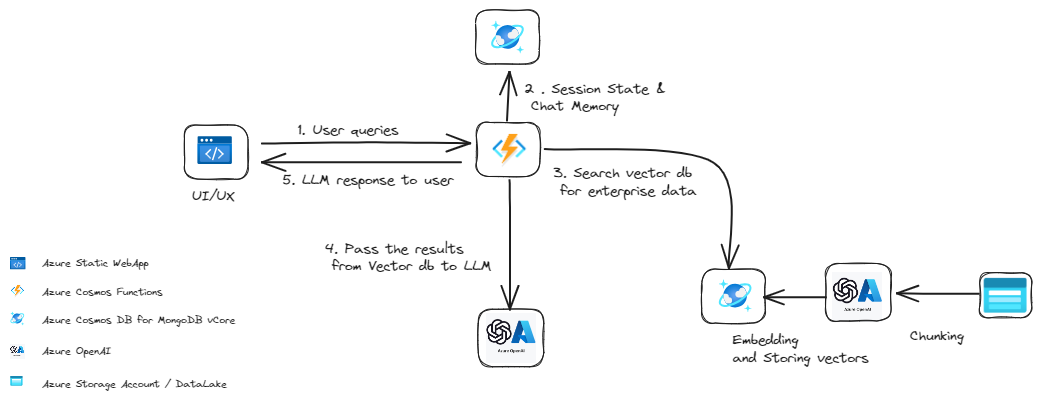 2 . Session State &
Chat Memory
1. User queries
5. LLM response to user
UI/UX
3. Search vector db
for enterprise data
4. Pass the results
from Vector db to LLM
Azure OpenAI
Azure OpenAI
Embedding
and Storing vectors
Chunking
Azure Static WebApp
Azure Cosmos Functions
Azure Cosmos DB for MongoDB vCore
Azure OpenAI
Azure Storage Account / DataLake